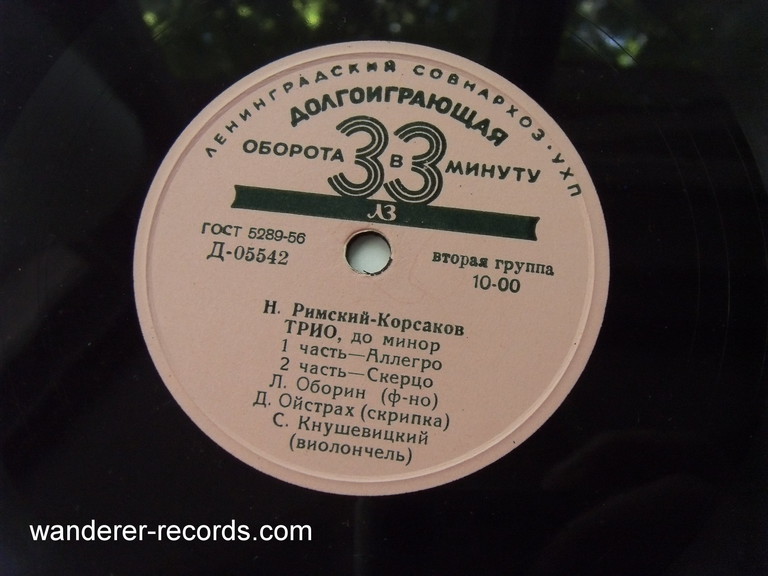 ЛЕНИНГРАДСКИЙ СОВНАРХОЗ · УХП
ДОЛГОИГРАЮЩАЯ
ОБОРОТА 33 В МИНУТУ
ЛЗ
ГОСТ 5289-56
Д-05542
вторая группа
10-00
Н. Римский-Корсаков
ТРИО, до минор
1 часть—Аллегро
2 часть—Скерцо
Л. Оборин (ф-но)
Д. Ойстрах (скрипка)
С. Кнушевицкий
(виолончель)
wanderer-records.com